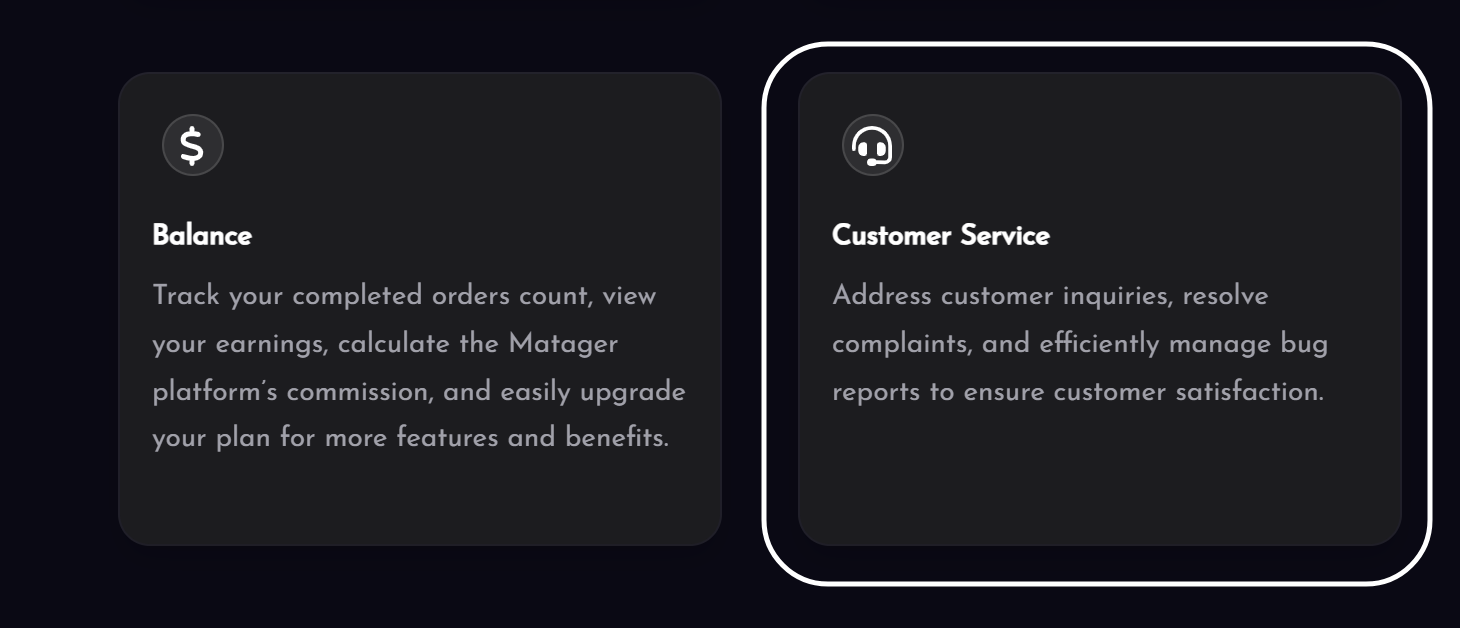 Balance
Track your completed orders count, view
your earnings, calculate the Matager
platform's commission, and easily upgrade
your plan for more features and benefits.
Customer Service
Address customer inquiries, resolve
complaints, and efficiently manage bug
reports to ensure customer satisfaction.